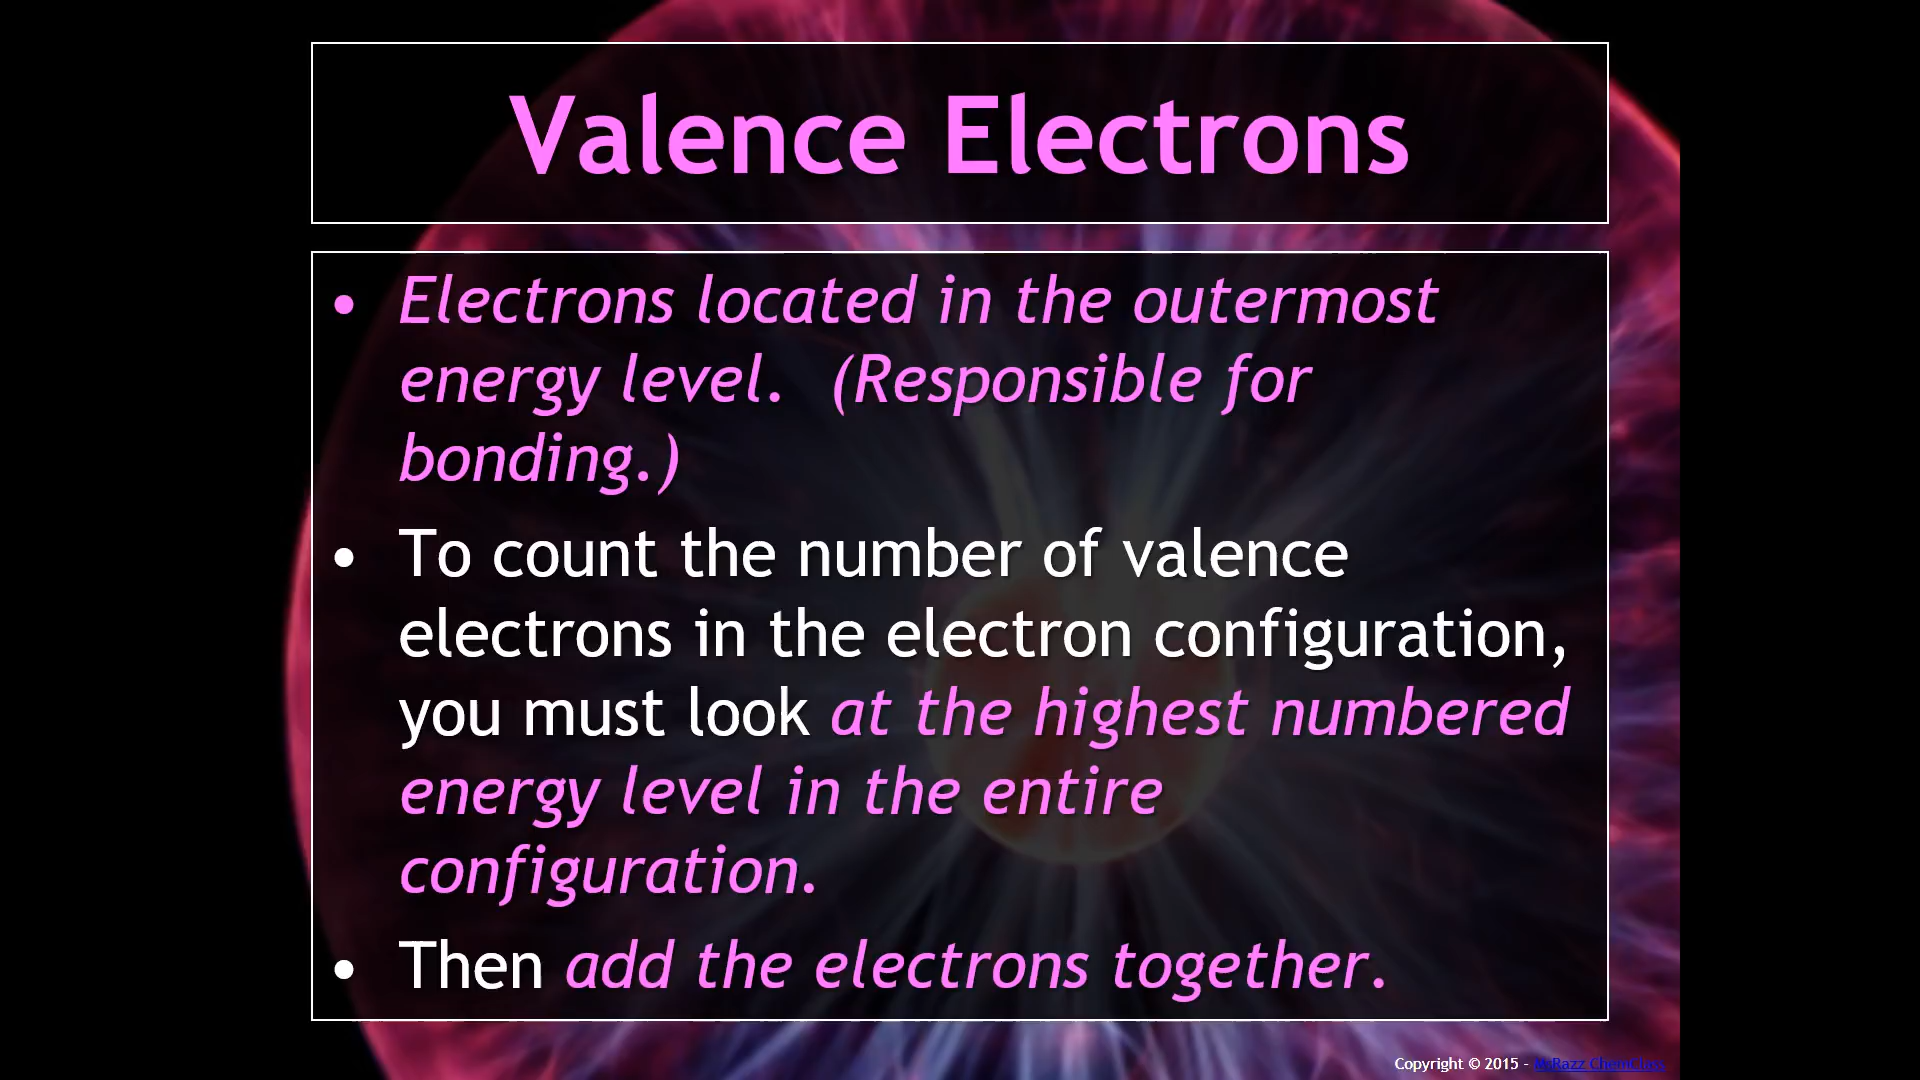 Valence Electrons
• Electrons located in the outermost
energy level.  (Responsible for
bonding.)
• To count the number of valence
electrons in the electron configuration,
you must look at the highest numbered
energy level in the entire
configuration.
• Then add the electrons together.
Copyright © 2015 - MsRazz ChemClass